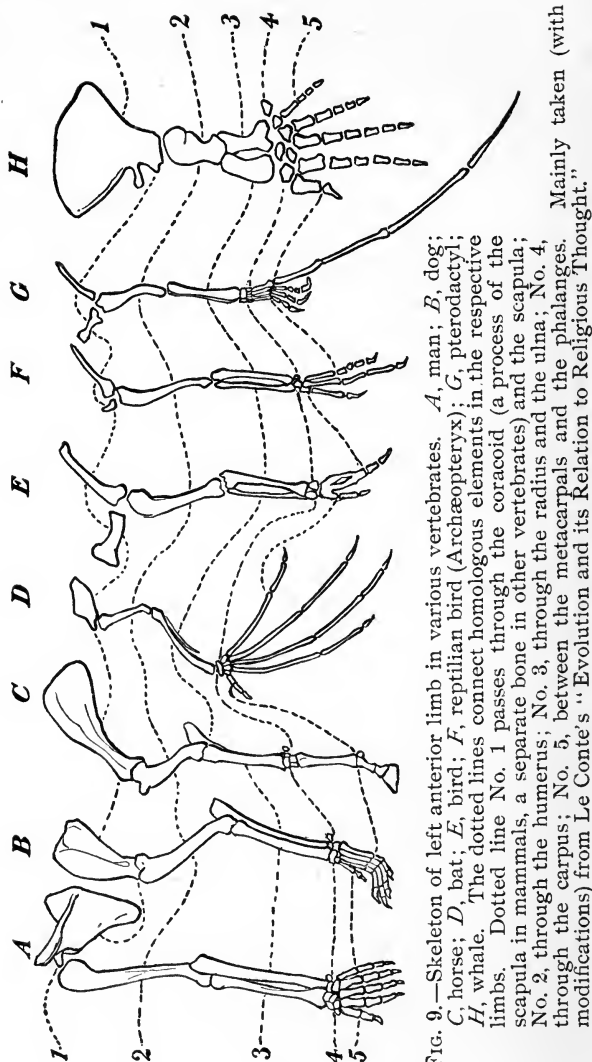 A B C D E F G H
1
2
3
4
5
1
2
3
4
5
FIG. 9.—Skeleton of left anterior limb in various vertebrates. A, man; B, dog;
C, horse; D, bat; E, bird; F, reptilian bird (Archæopteryx); G, pterodactyl;
H, whale. The dotted lines connect homologous elements in the respective
limbs. Dotted line No. 1 passes through the coracoid (a process of the
scapula in mammals, a separate bone in other vertebrates) and the scapula;
No. 2, through the humerus; No. 3, through the radius and the ulna; No. 4,
through the carpus; No. 5, between the metacarpals and the phalanges. Mainly taken (with
modifications) from Le Conte's "Evolution and its Relation to Religious Thought."